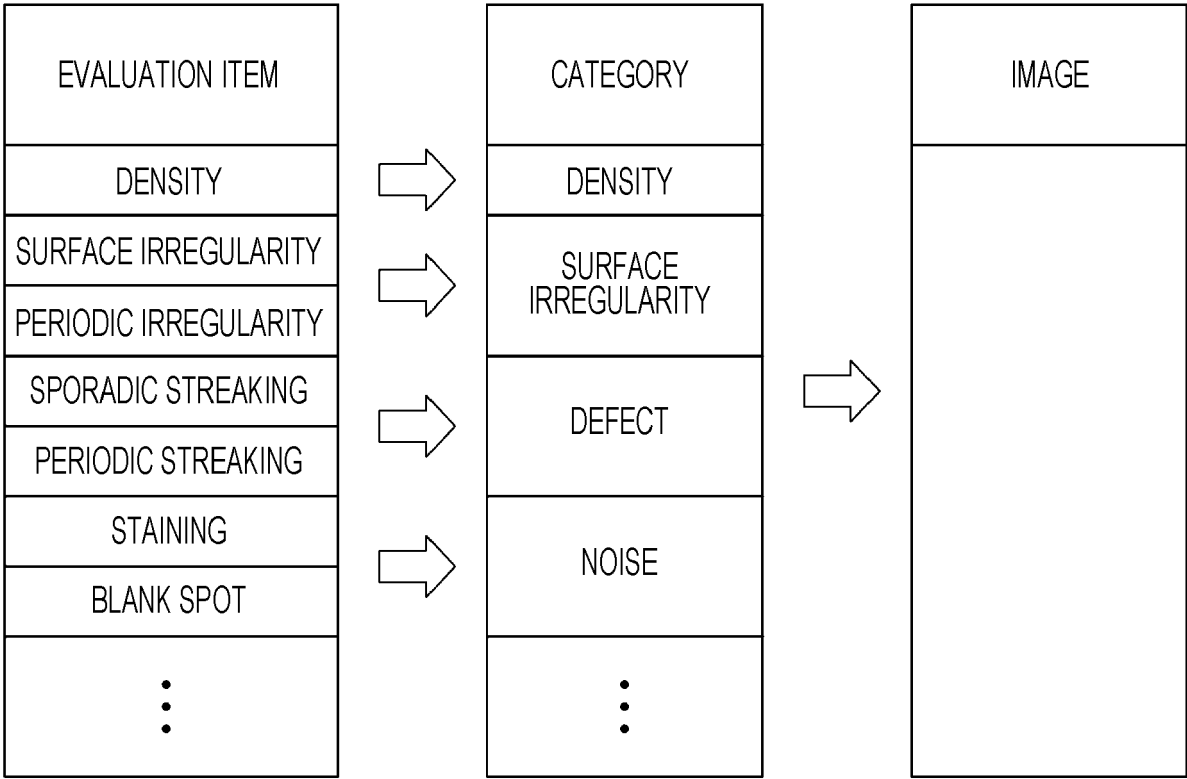 EVALUATION ITEM
DENSITY
SURFACE IRREGULARITY
PERIODIC IRREGULARITY
SPORADIC STREAKING
PERIODIC STREAKING
STAINING
BLANK SPOT
CATEGORY
DENSITY
SURFACE
IRREGULARITY
DEFECT
NOISE
IMAGE